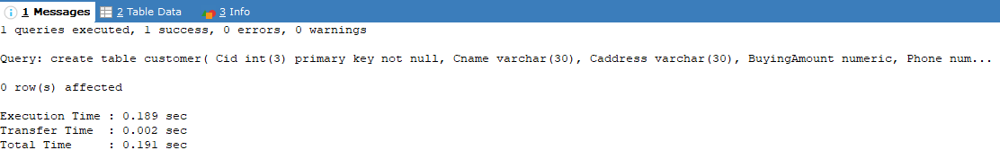 1 Messages 2 Table Data 3 Info
1 queries executed, 1 success, 0 errors, 0 warnings
Query: create table customer( Cid int(3) primary key not null, Cname varchar(30), Caddress varchar(30), BuyingAmount numeric, Phone num...
0 row(s) affected
Execution Time : 0.189 sec
Transfer Time : 0.002 sec
Total Time : 0.191 sec